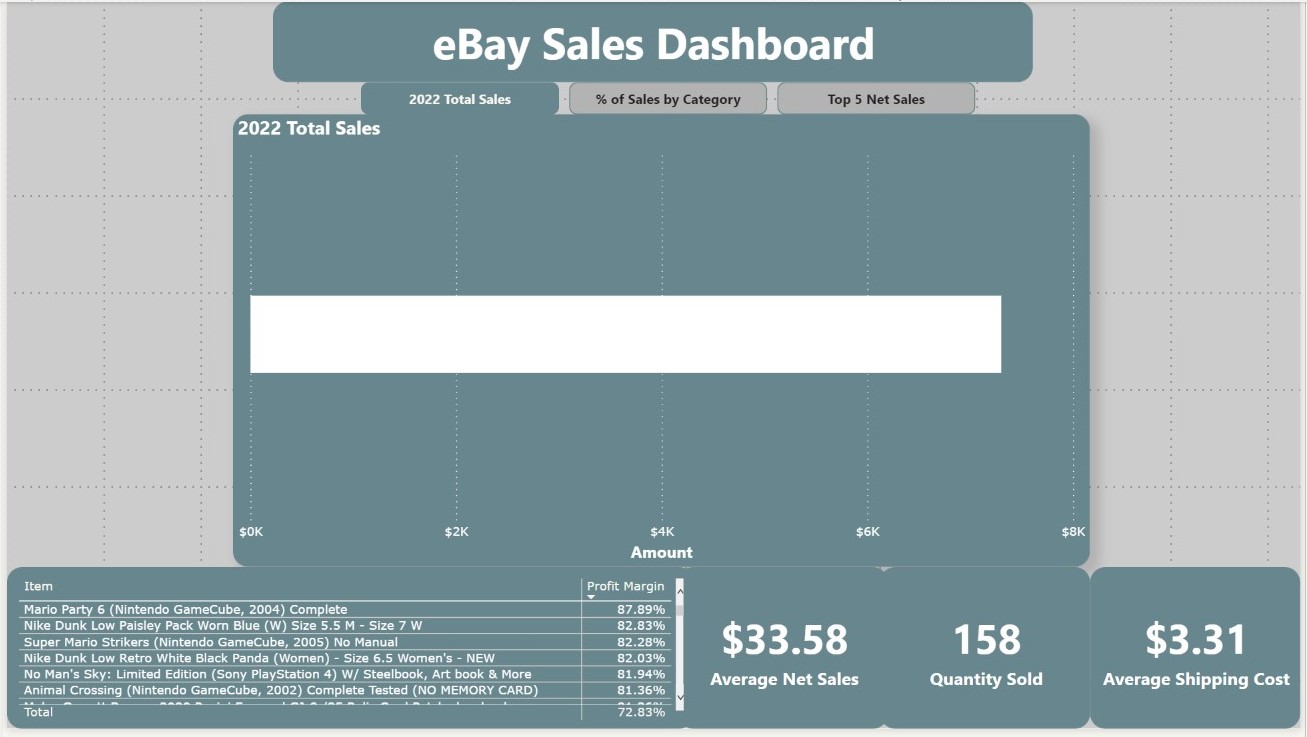 eBay Sales Dashboard
2022 Total Sales
% of Sales by Category
Top 5 Net Sales
2022 Total Sales
$0K $2K $4K $6K $8K
Amount
Item Profit Margin
Mario Party 6 (Nintendo GameCube, 2004) Complete 87.89%
Nike Dunk Low Paisley Pack Worn Blue (W) Size 5.5 M - Size 7 W 82.83%
Super Mario Strikers (Nintendo GameCube, 2005) No Manual 82.28%
Nike Dunk Low Retro White Black Panda (Women) - Size 6.5 Women's - NEW 82.03%
No Man's Sky: Limited Edition (Sony PlayStation 4) W/ Steelbook, Art book & More 81.94%
Animal Crossing (Nintendo GameCube, 2002) Complete Tested (NO MEMORY CARD) 81.36%
Total 72.83%
$33.58
Average Net Sales
158
Quantity Sold
$3.31
Average Shipping Cost